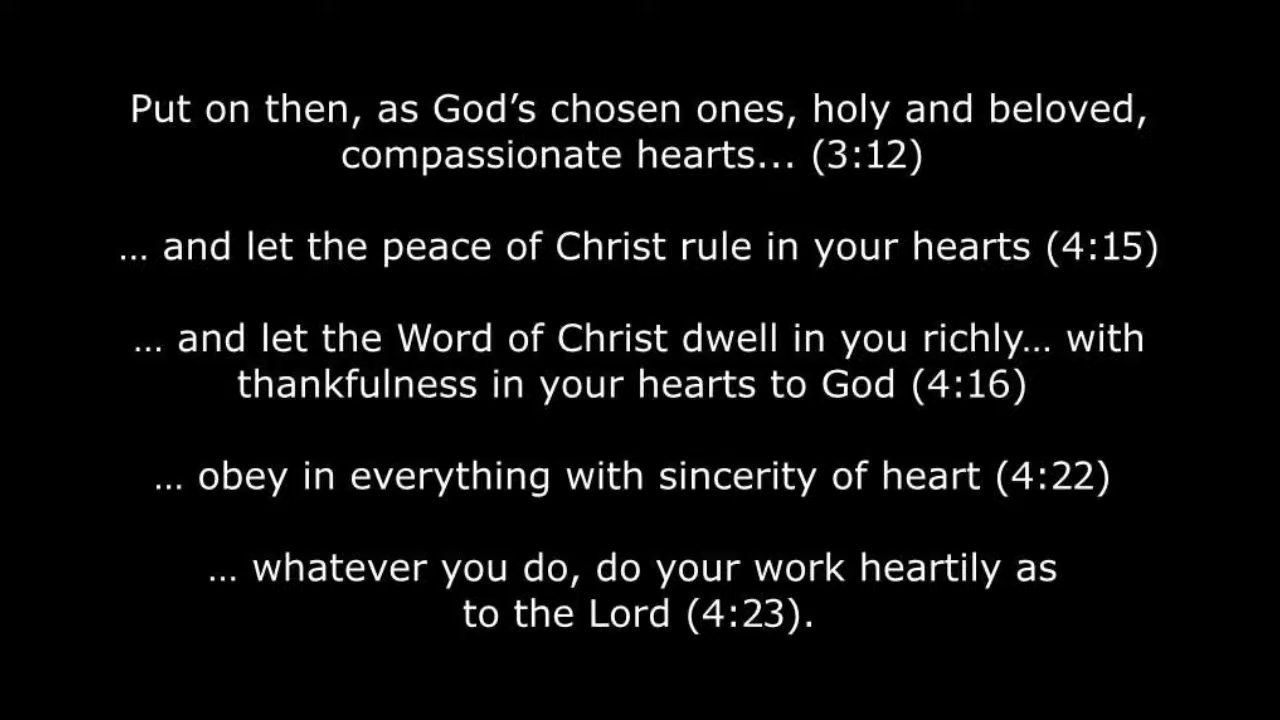 Put on then, as God’s chosen ones, holy and beloved,
compassionate hearts... (3:12)
… and let the peace of Christ rule in your hearts (4:15)
… and let the Word of Christ dwell in you richly… with
thankfulness in your hearts to God (4:16)
… obey in everything with sincerity of heart (4:22)
… whatever you do, do your work heartily as
to the Lord (4:23).